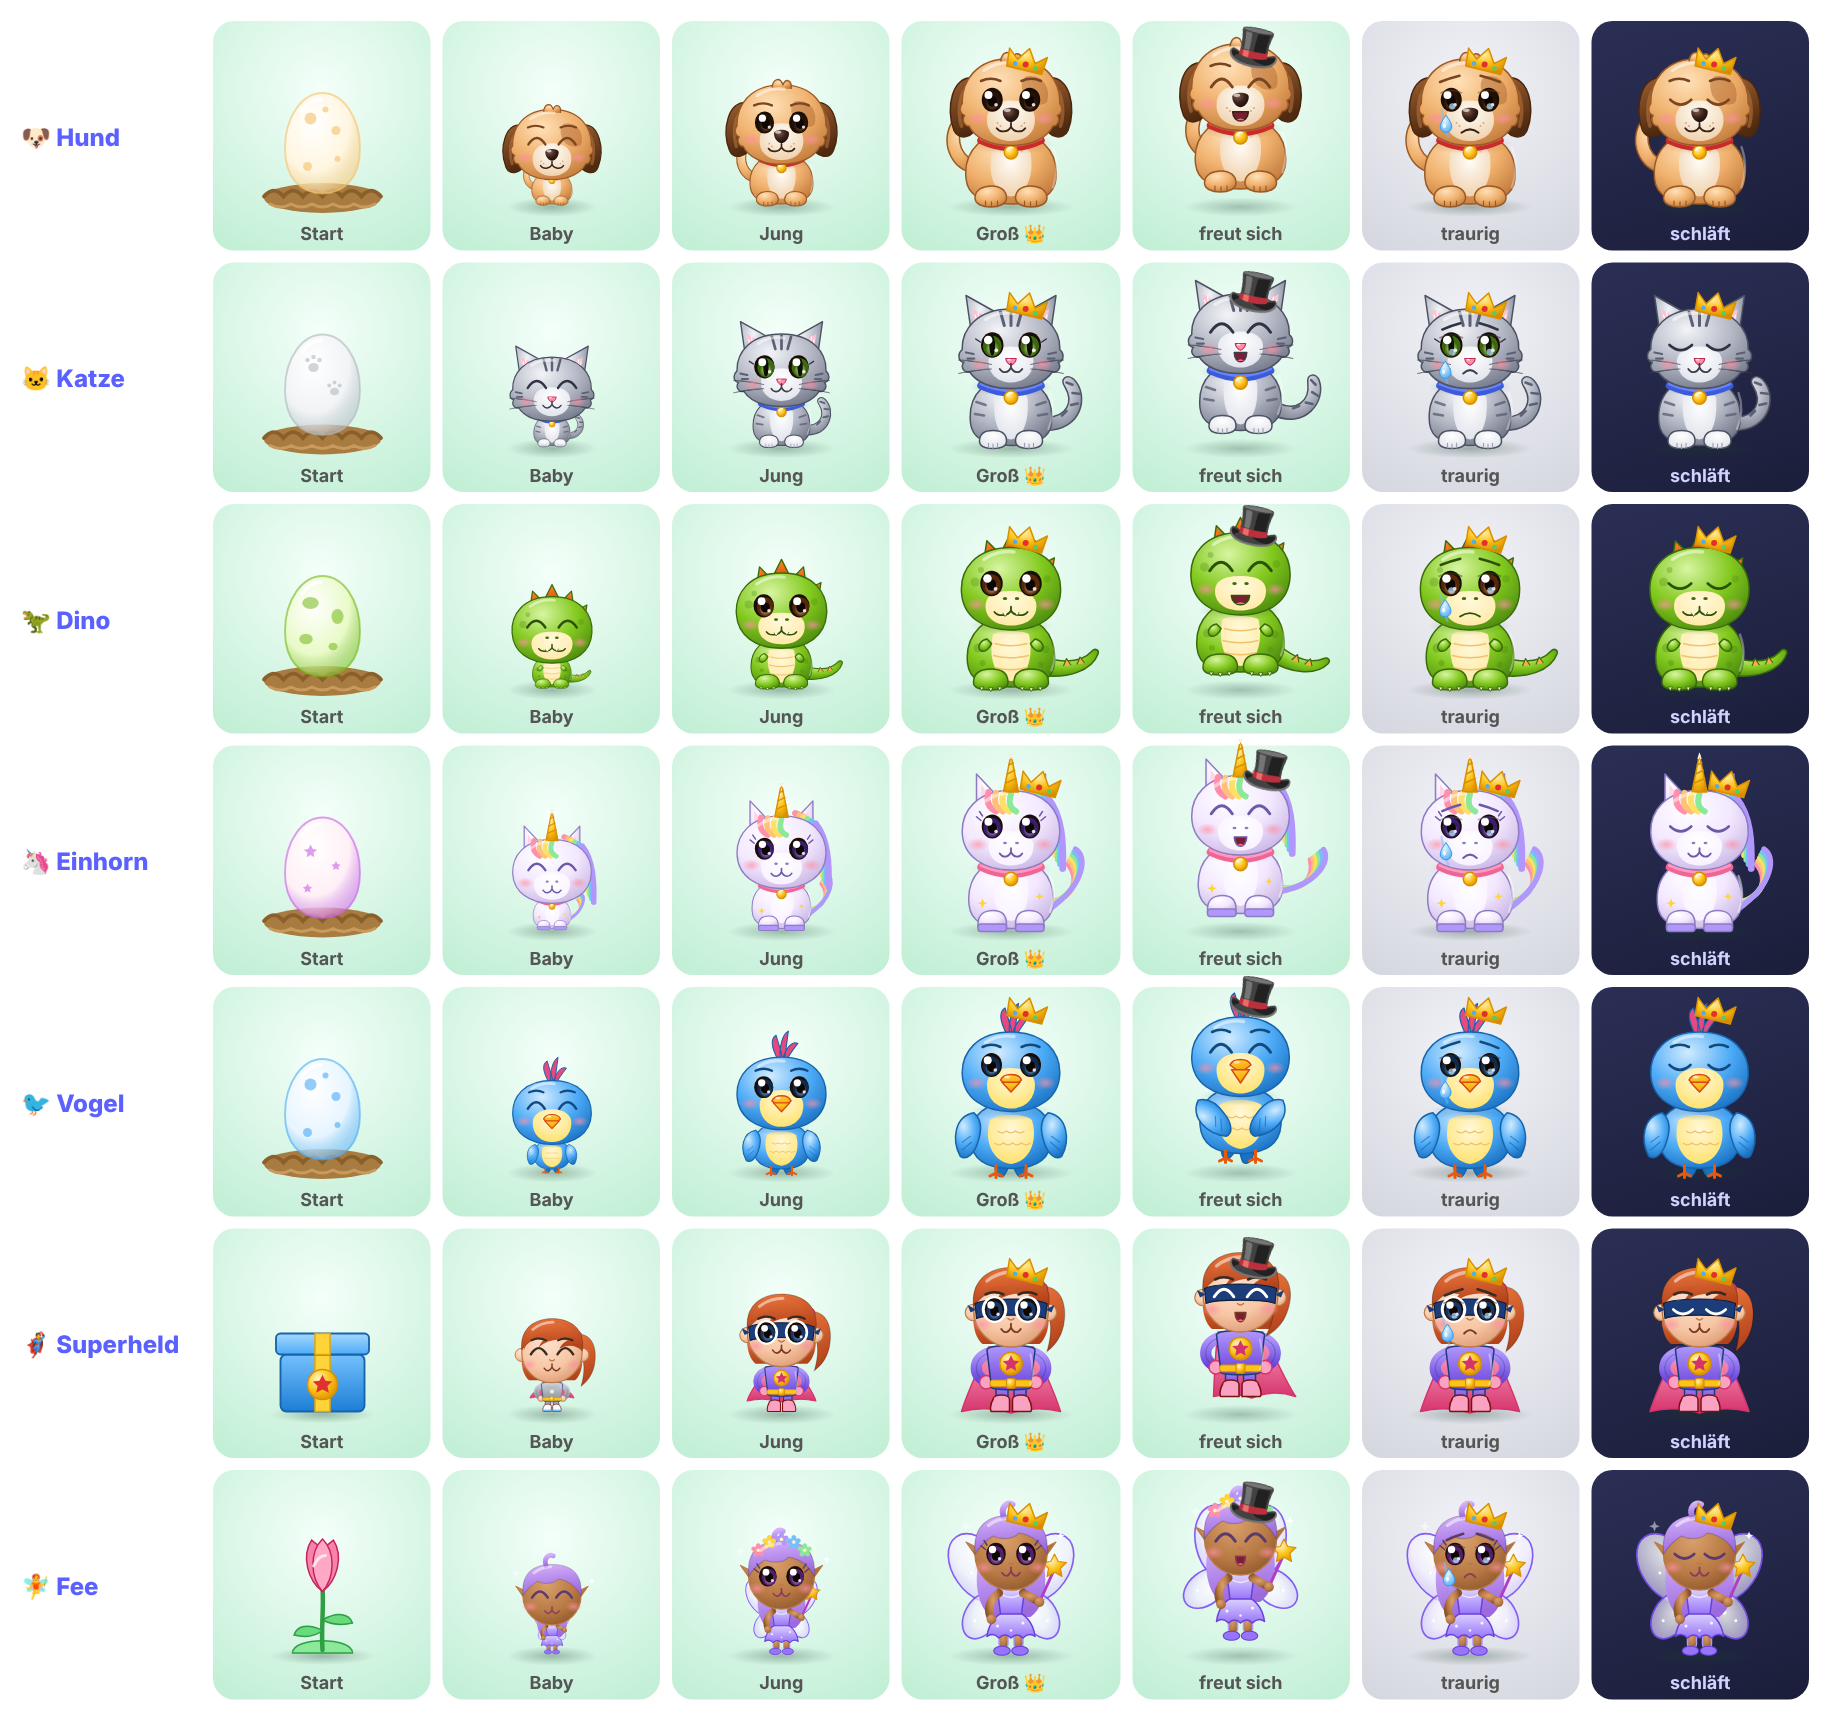 Hund
Start Baby Jung Groß freut sich traurig schläft
Katze
Start Baby Jung Groß freut sich traurig schläft
Dino
Start Baby Jung Groß freut sich traurig schläft
Einhorn
Start Baby Jung Groß freut sich traurig schläft
Vogel
Start Baby Jung Groß freut sich traurig schläft
Superheld
Start Baby Jung Groß freut sich traurig schläft
Fee
Start Baby Jung Groß freut sich traurig schläft